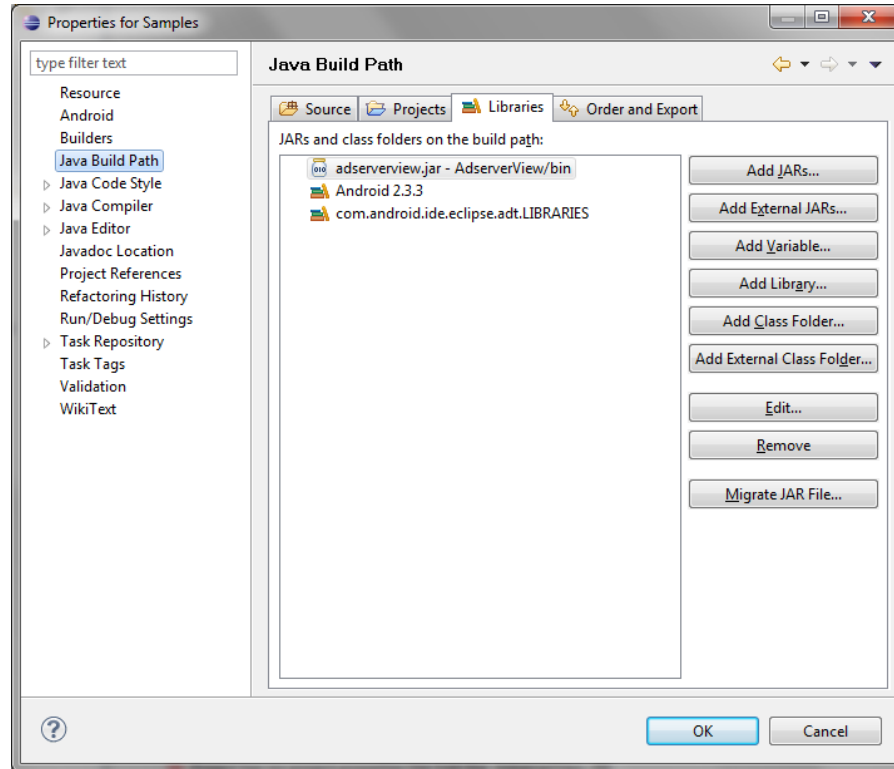 Properties for Samples
type filter text
Resource
Android
Builders
Java Build Path
Java Code Style
Java Compiler
Java Editor
Javadoc Location
Project References
Refactoring History
Run/Debug Settings
Task Repository
Task Tags
Validation
WikiText
Java Build Path
Source
Projects
Libraries
Order and Export
JARs and class folders on the build path:
adserverview.jar - AdserverView/bin
Android 2.3.3
com.android.ide.eclipse.adt.LIBRARIES
Add JARs...
Add External JARs...
Add Variable...
Add Library...
Add Class Folder...
Add External Class Folder...
Edit...
Remove
Migrate JAR File...
OK
Cancel